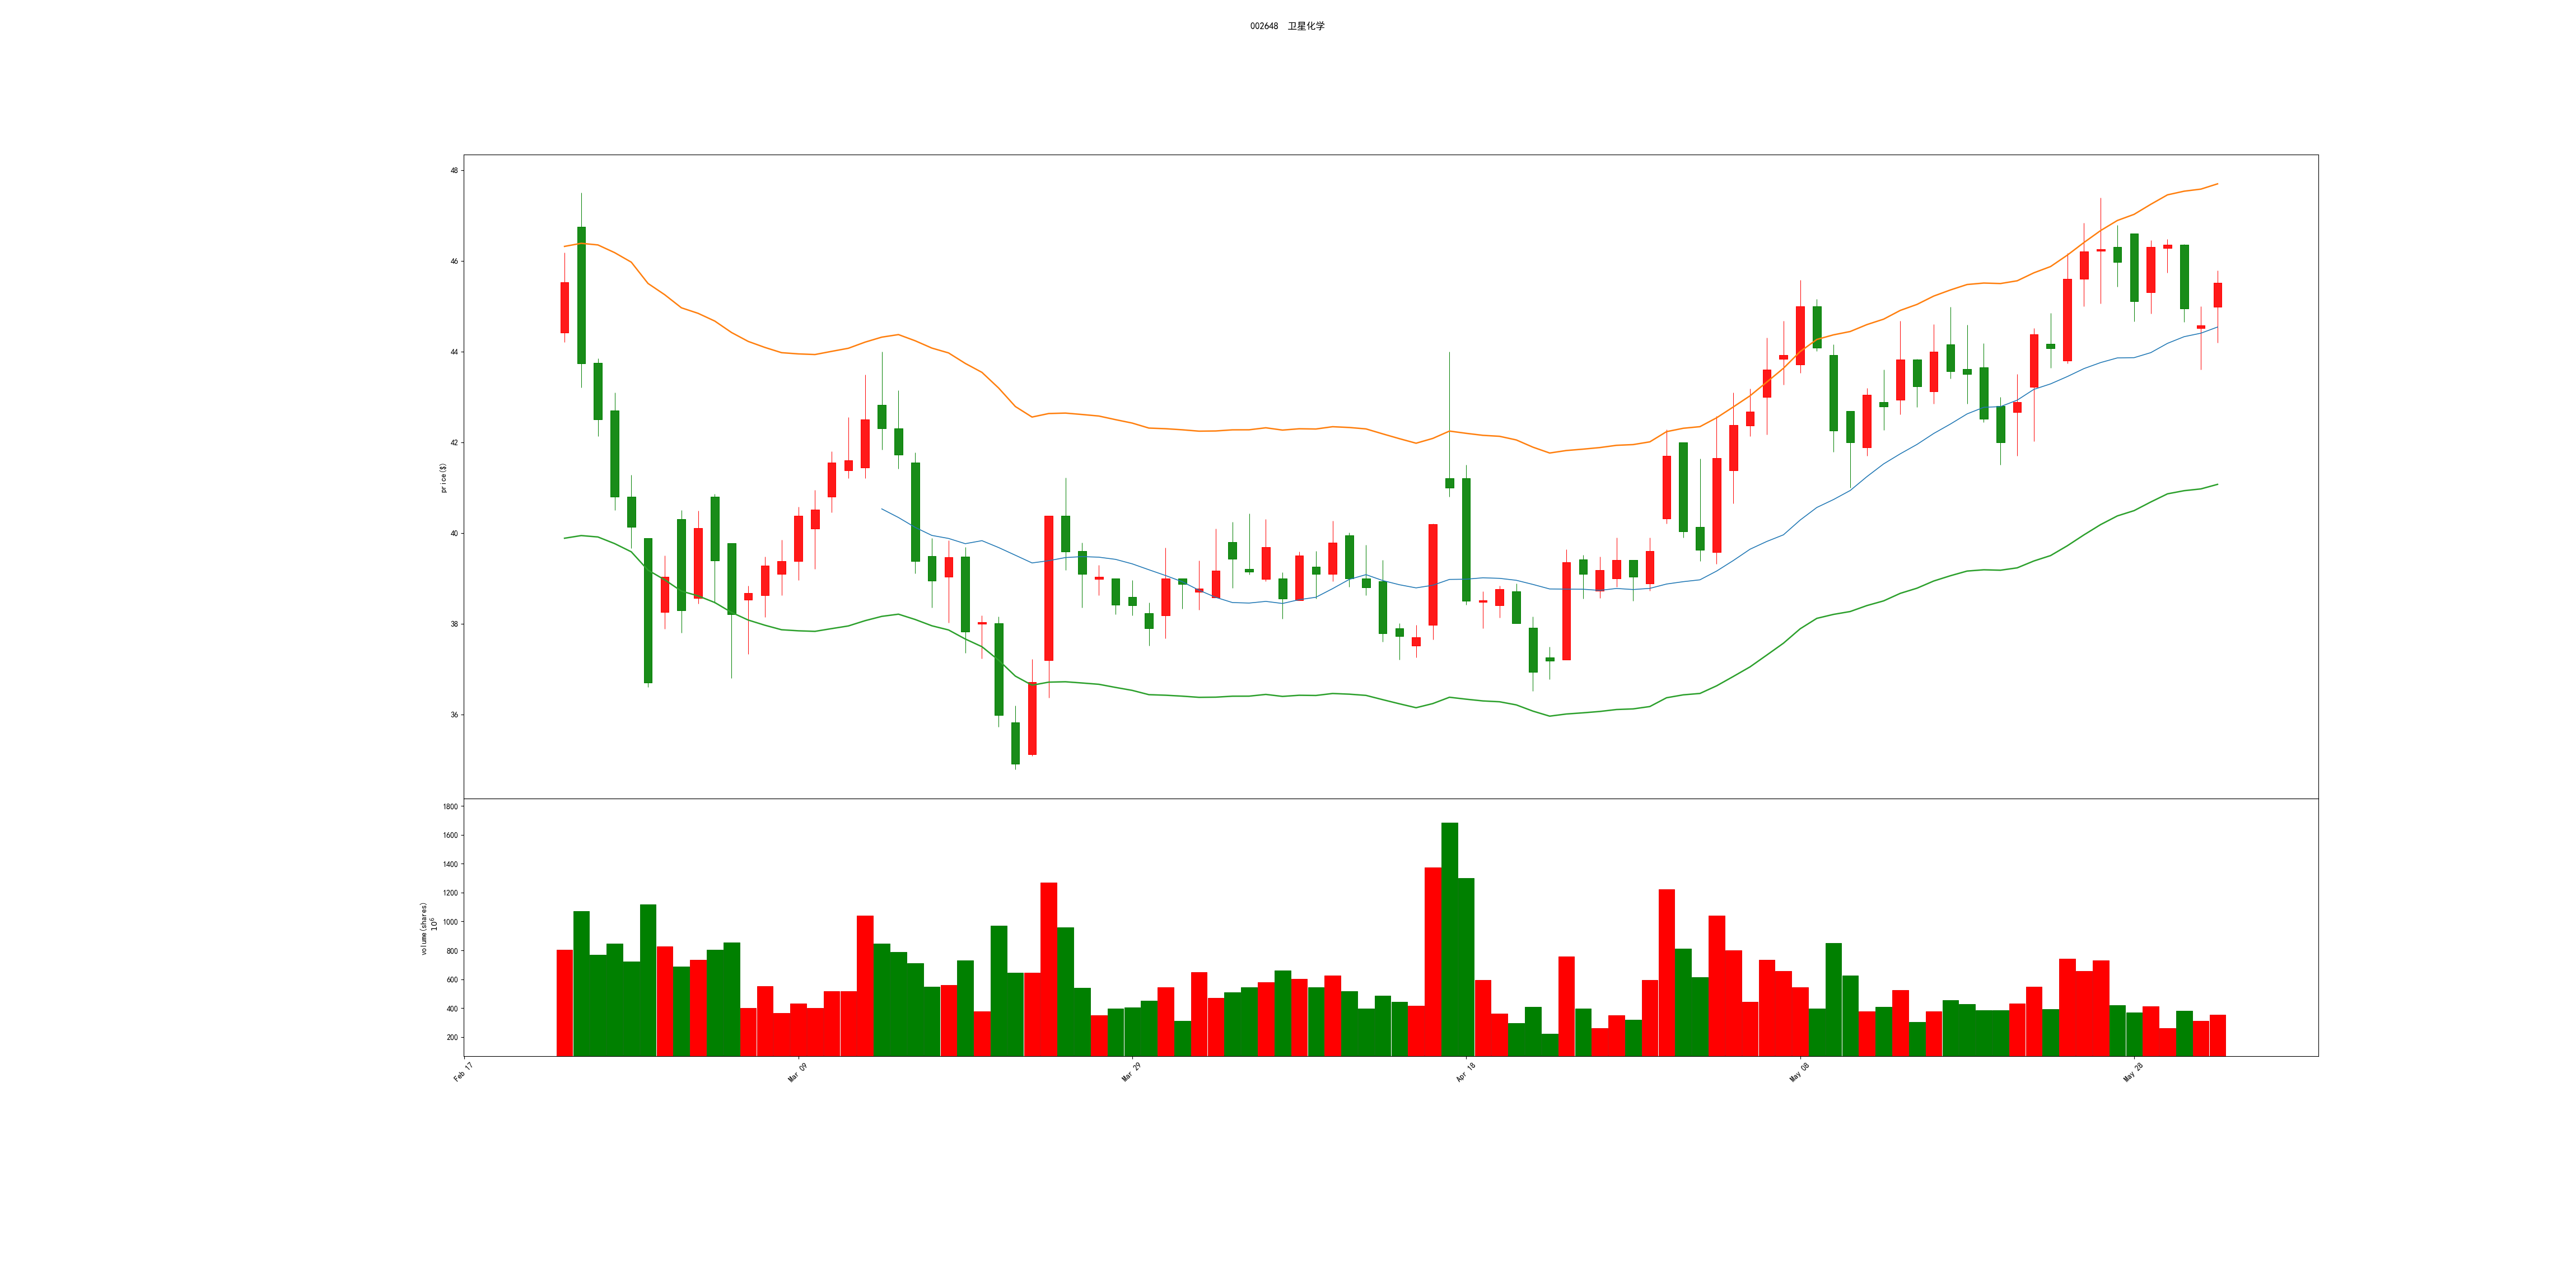 002648 卫星化学
48
46
44
42
40
38
36
price($)
1800
1600
1400
1200
1000
800
600
400
200
volume(shares)
10⁶
Feb 17
Mar 09
Mar 29
Apr 18
May 08
May 28